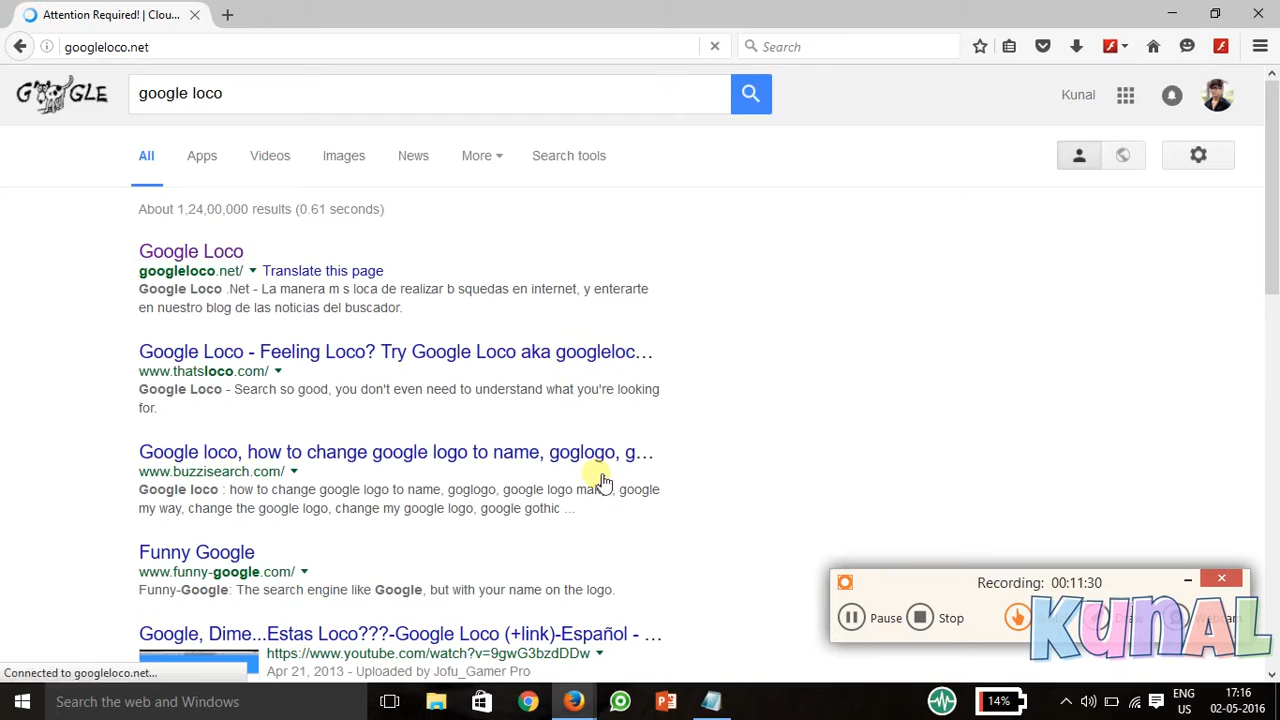 Attention Required! | Clou...
googleloco.net
Search
GOOGLE
google loco
Kunal
All
Apps
Videos
Images
News
More
Search tools
About 1,24,00,000 results (0.61 seconds)
Google Loco
googleloco.net/ Translate this page
Google Loco .Net - La manera m s loca de realizar b squedas en internet, y enterarte
en nuestro blog de las noticias del buscador.
Google Loco - Feeling Loco? Try Google Loco aka googleloc...
www.thatsloco.com/
Google Loco - Search so good, you don't even need to understand what you're looking
for.
Google loco, how to change google logo to name, goglogo, g...
www.buzzisearch.com/
Google loco : how to change google logo to name, goglogo, google logo , google
my way, change the google logo, change my google logo, google gothic ...
Funny Google
www.funny-google.com/
Funny-Google: The search engine like Google, but with your name on the logo.
Google, Dime...Estas Loco???-Google Loco (+link)-Español - ...
https://www.youtube.com/watch?v=9gwG3bzdDDw
Apr 21, 2013 - Uploaded by Jofu_Gamer Pro
Recording: 00:11:30
Pause
Stop
KUNAL
Connected to googleloco.net...
Search the web and Windows
14%
ENG
US
17:16
02-05-2016